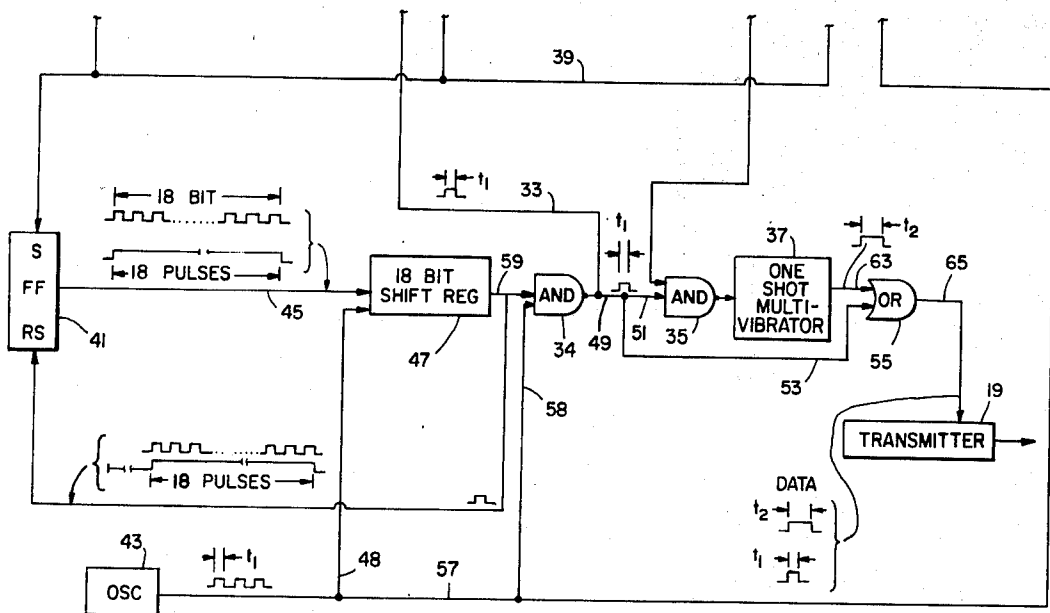 39
t₁
33
18 BIT
t₁
37
t₂
S
FF
RS
41
18 PULSES
45
18 BIT
SHIFT REG
47
59
AND
34
49
51
AND
35
ONE
SHOT
MULTI-
VIBRATOR
63
OR
55
65
53
58
19
TRANSMITTER
18 PULSES
DATA
t₂
t₁
43
OSC
t₁
48
57